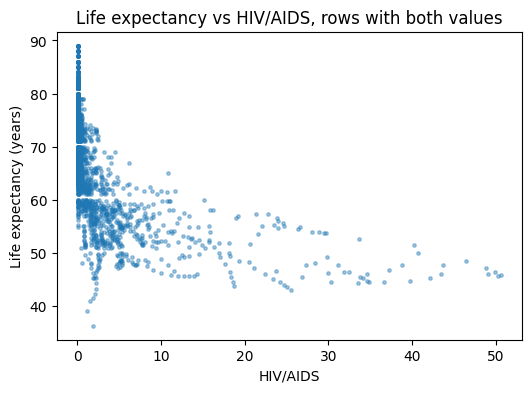 Life expectancy vs HIV/AIDS, rows with both values
Life expectancy (years)
90
80
70
60
50
40
0 10 20 30 40 50
HIV/AIDS